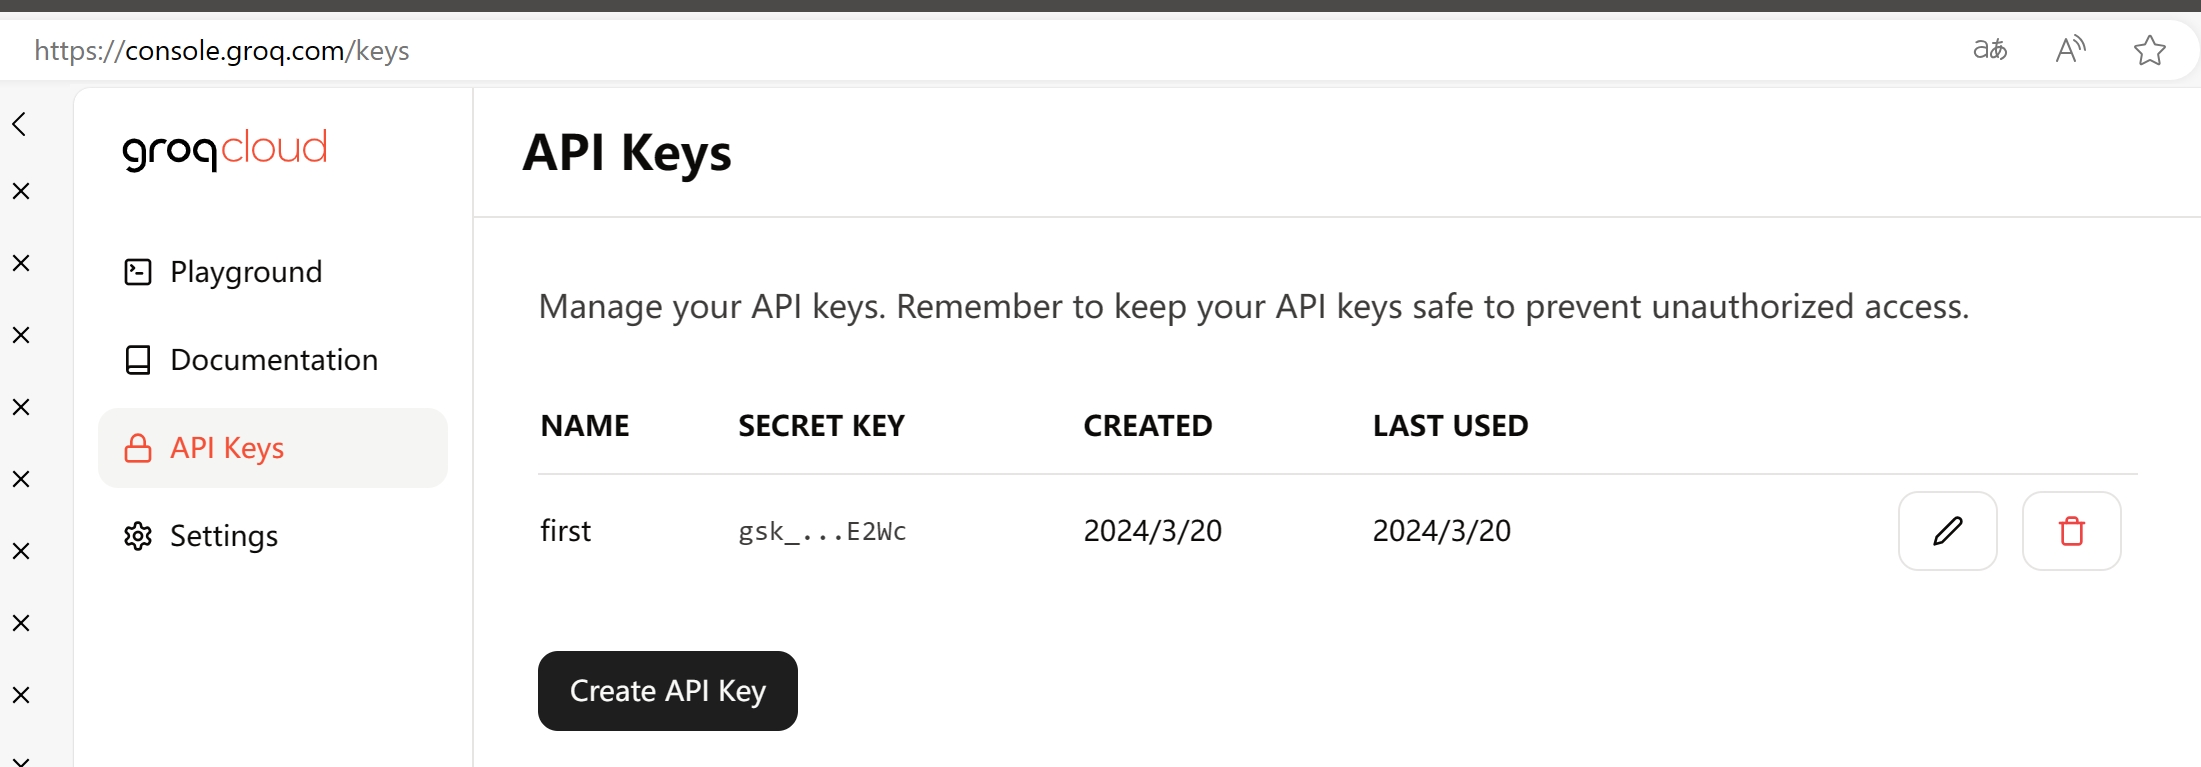 https://console.groq.com/keys
aあ A
groqcloud
API Keys
Playground
Documentation
API Keys
Settings
Manage your API keys. Remember to keep your API keys safe to prevent unauthorized access.
NAME SECRET KEY CREATED LAST USED
first gsk_...E2Wc 2024/3/20 2024/3/20
Create API Key